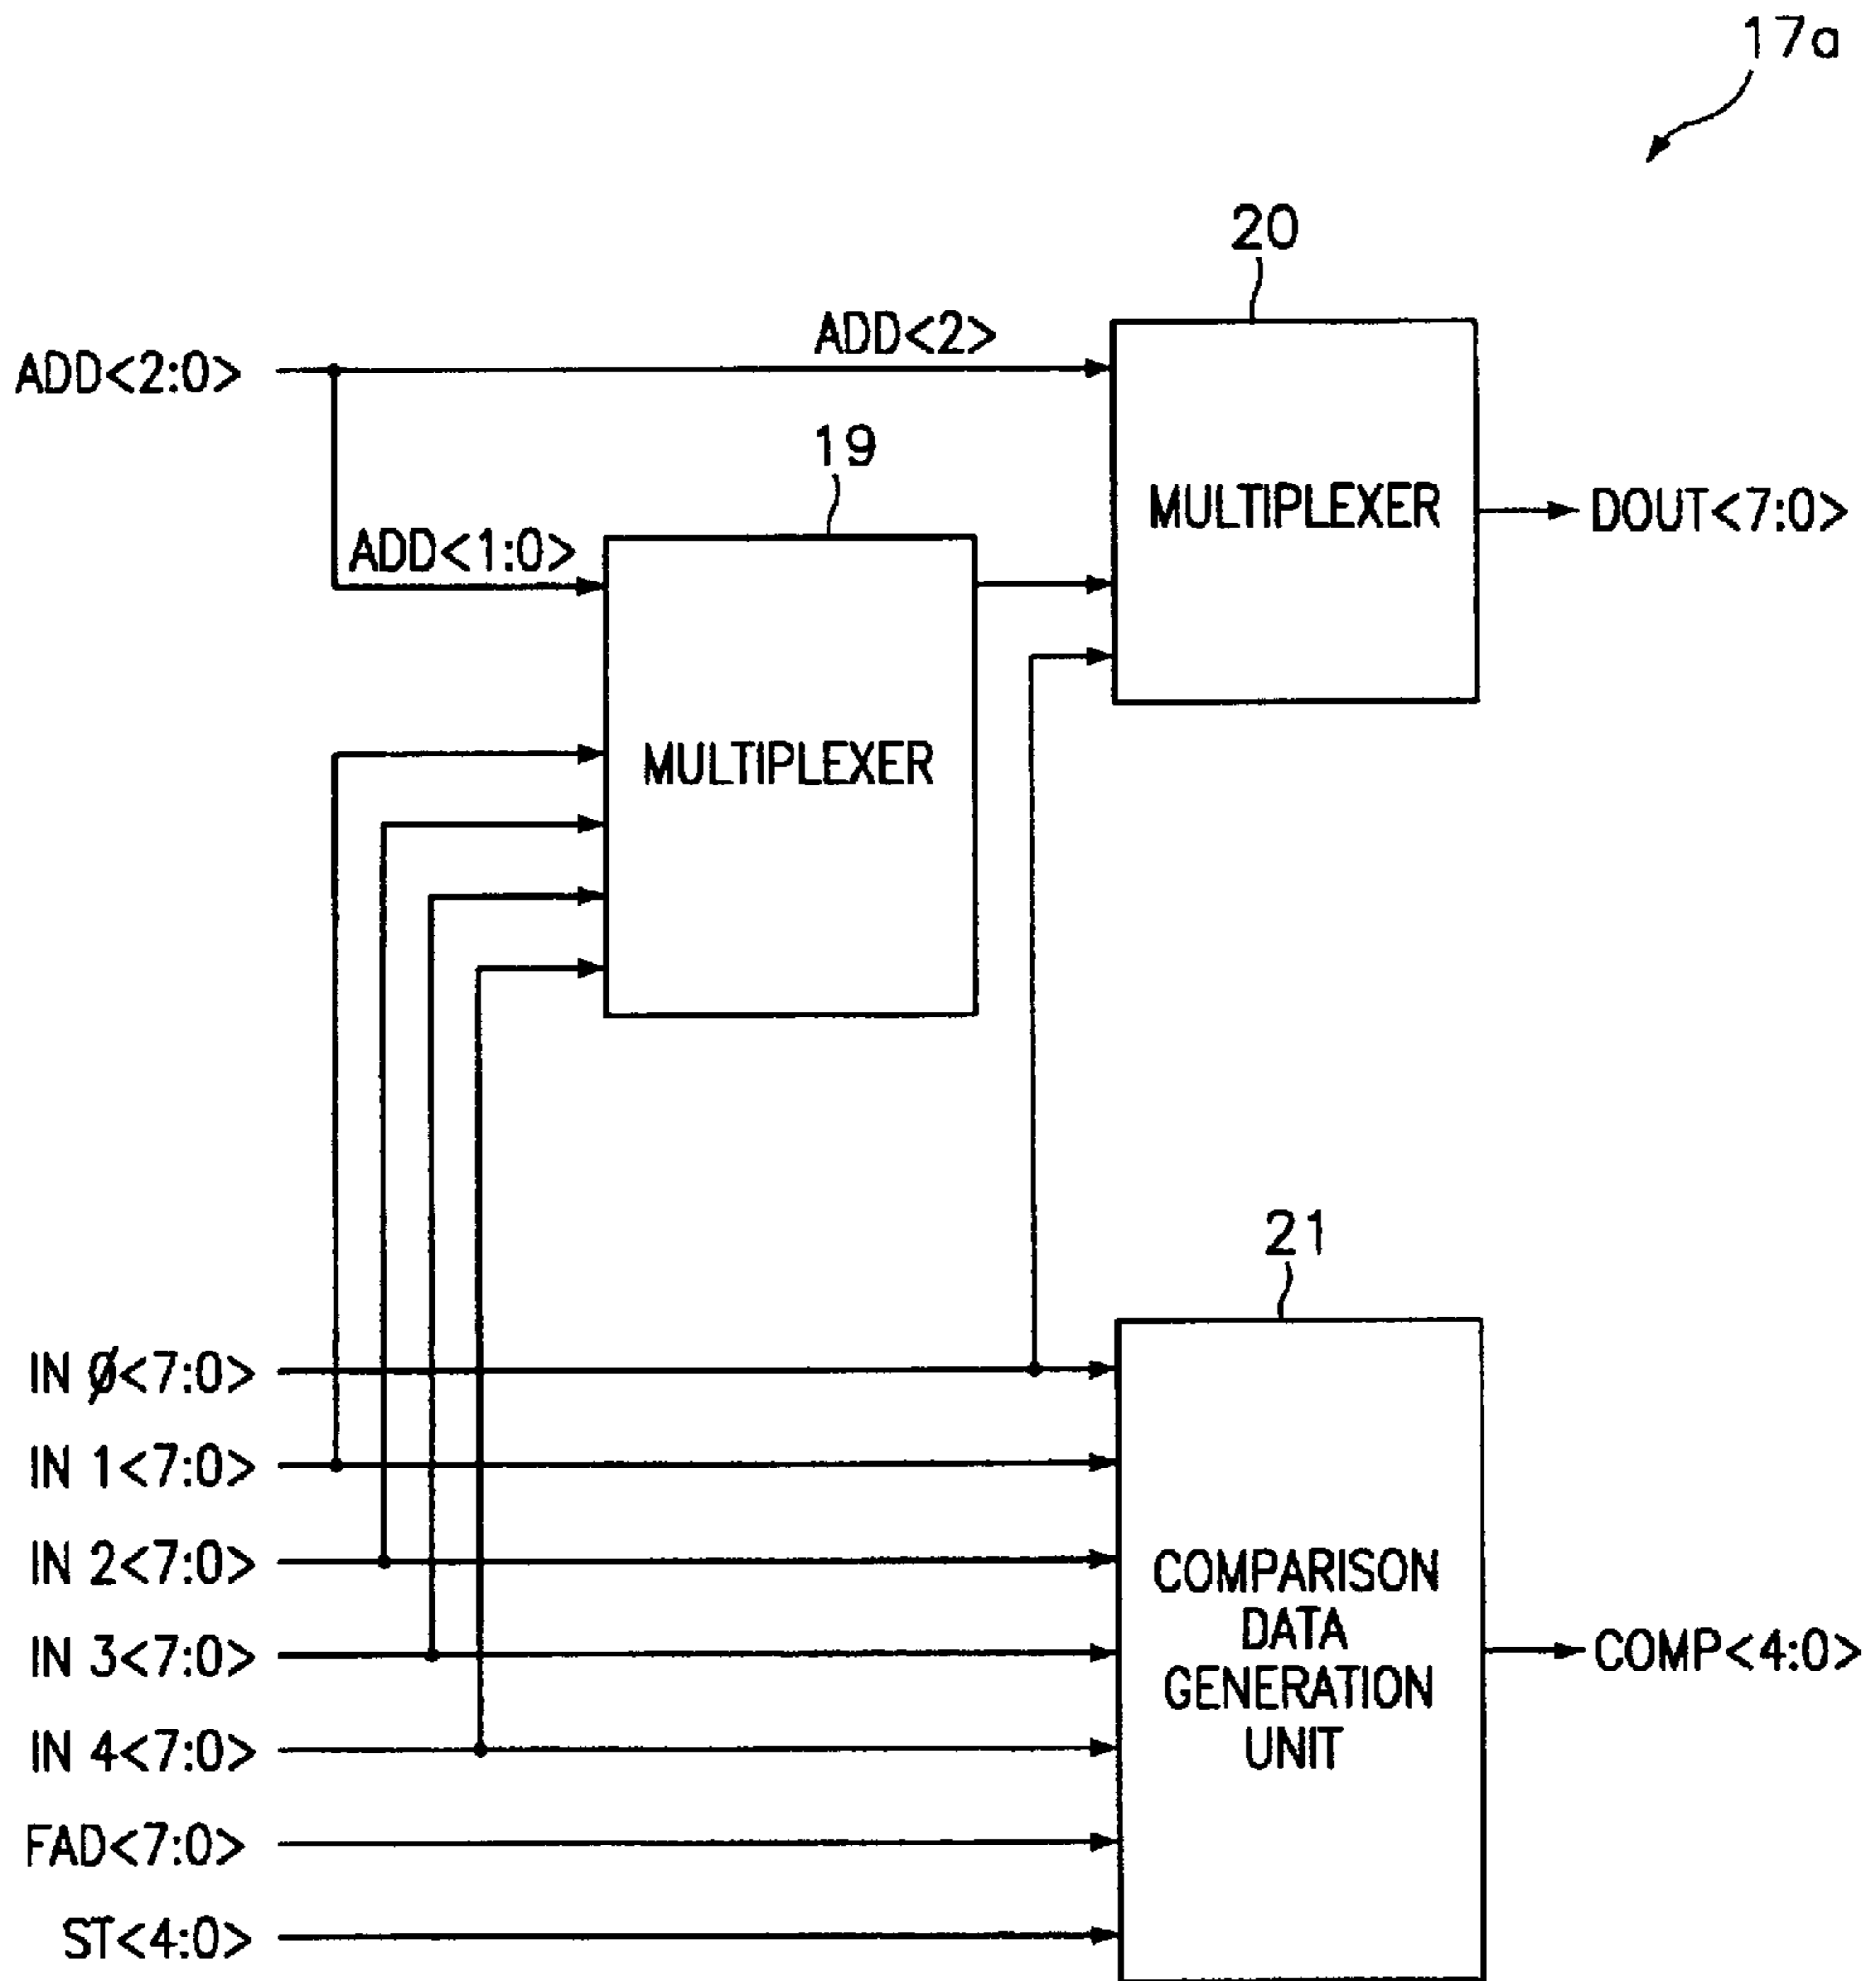 17a
20
ADD<2:0>
ADD<2>
19
MULTIPLEXER
DOUT<7:0>
ADD<1:0>
MULTIPLEXER
21
IN Ø<7:0>
IN 1<7:0>
IN 2<7:0>
IN 3<7:0>
IN 4<7:0>
FAD<7:0>
ST<4:0>
COMPARISON
DATA
GENERATION
UNIT
COMP<4:0>